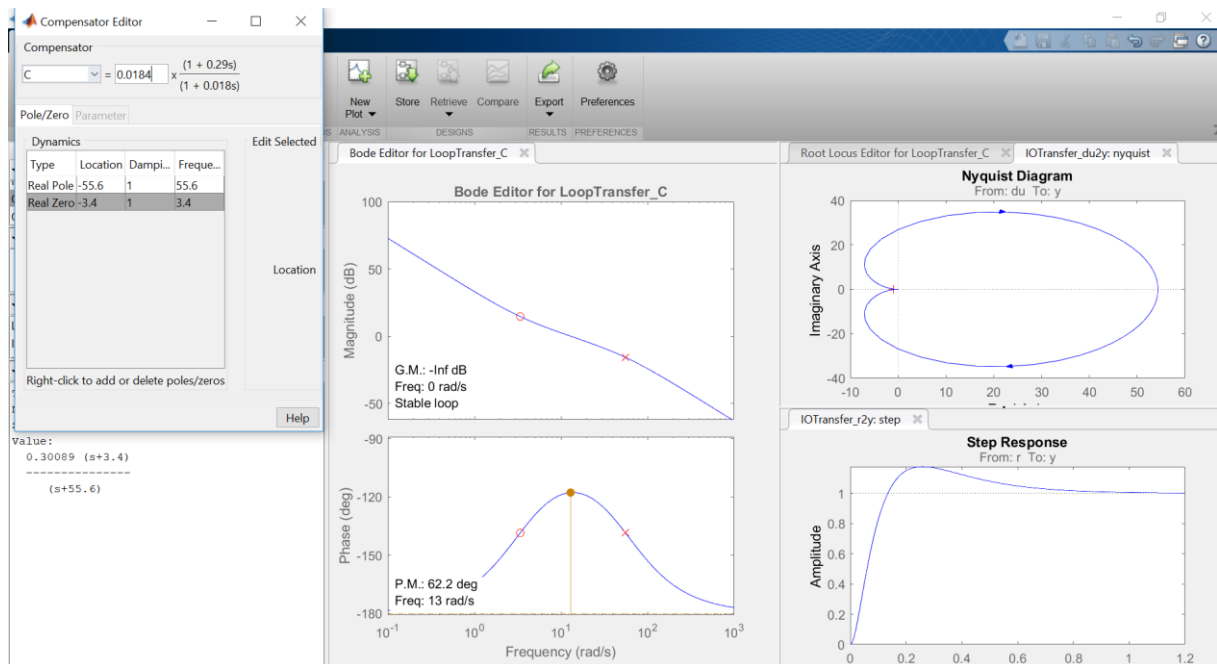 Compensator Editor
Compensator
C = 0.0184 x (1 + 0.29s)
(1 + 0.018s)
Pole/Zero Parameter
Dynamics Edit Selected
Type Location Dampi... Freque...
Real Pole -55.6 1 55.6
Real Zero -3.4 1 3.4
Location
Right-click to add or delete poles/zeros
Help
Value:
0.30089 (s+3.4)
---------------
(s+55.6)
New Plot Store Retrieve Compare Export Preferences
ANALYSIS DESIGNS RESULTS PREFERENCES
Bode Editor for LoopTransfer_C
Bode Editor for LoopTransfer_C
Magnitude (dB)
100
50
0
-50
G.M.: -Inf dB
Freq: 0 rad/s
Stable loop
Phase (deg)
-90
-120
-150
-180
P.M.: 62.2 deg
Freq: 13 rad/s
10-1 100 101 102 103
Frequency (rad/s)
Root Locus Editor for LoopTransfer_C IOTransfer_du2y: nyquist
Nyquist Diagram
From: du To: y
Imaginary Axis
40
20
0
-20
-40
-10 0 10 20 30 40 50 60
IOTransfer_r2y: step
Step Response
From: r To: y
Amplitude
1
0.8
0.6
0.4
0.2
0
0 0.2 0.4 0.6 0.8 1 1.2